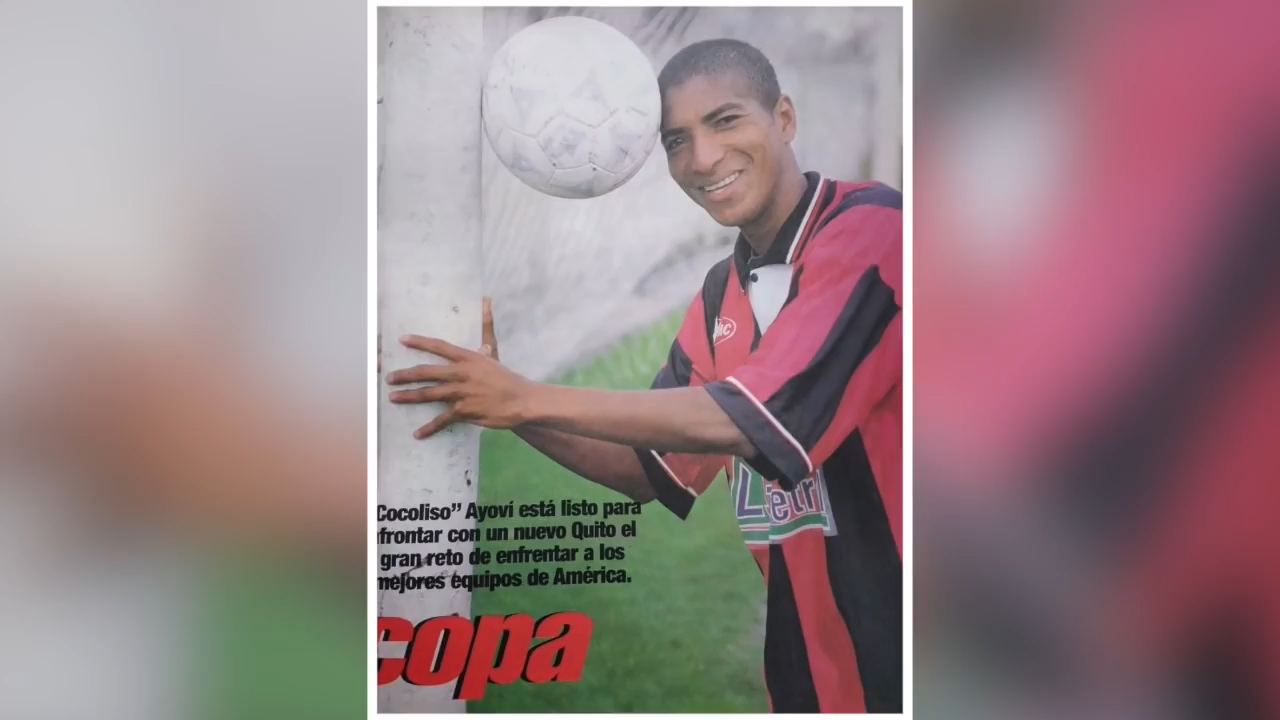 Cocoliso” Ayoví está listo para
frontar con un nuevo Quito el
gran reto de enfrentar a los
mejores equipos de América.
copa